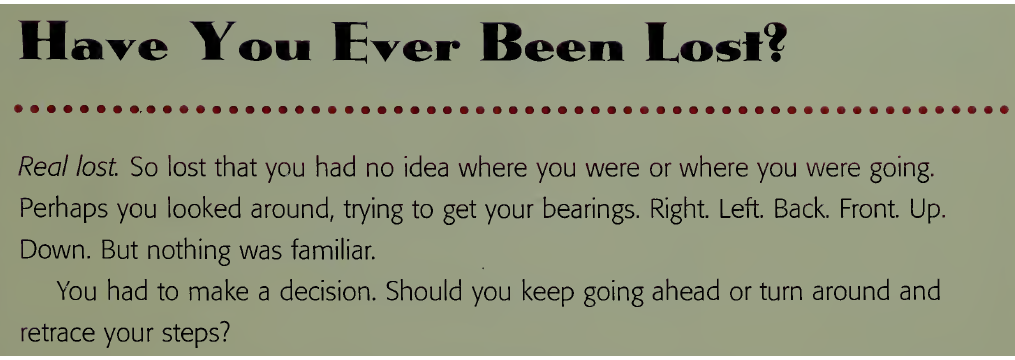 Have You Ever Been Lost?
Real lost. So lost that you had no idea where you were or where you were going.
Perhaps you looked around, trying to get your bearings. Right. Left. Back. Front. Up.
Down. But nothing was familiar.
You had to make a decision. Should you keep going ahead or turn around and
retrace your steps?